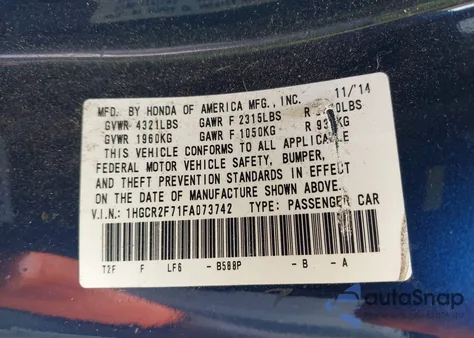 MFD. BY HONDA OF AMERICA MFG., INC. 11/'14
GVWR 4321LBS GAWR F 2315LBS R LBS
GVWR 1960KG GAWR F 1050KG R KG
THIS VEHICLE CONFORMS TO ALL APPLICABLE
FEDERAL MOTOR VEHICLE SAFETY, BUMPER,
AND THEFT PREVENTION STANDARDS IN EFFECT
ON THE DATE OF MANUFACTURE SHOWN ABOVE.
V.I.N.: 1HGCR2F71FA073742 TYPE: PASSENGER CAR
T2F F LF6 - B588P - B - A
autoSnap